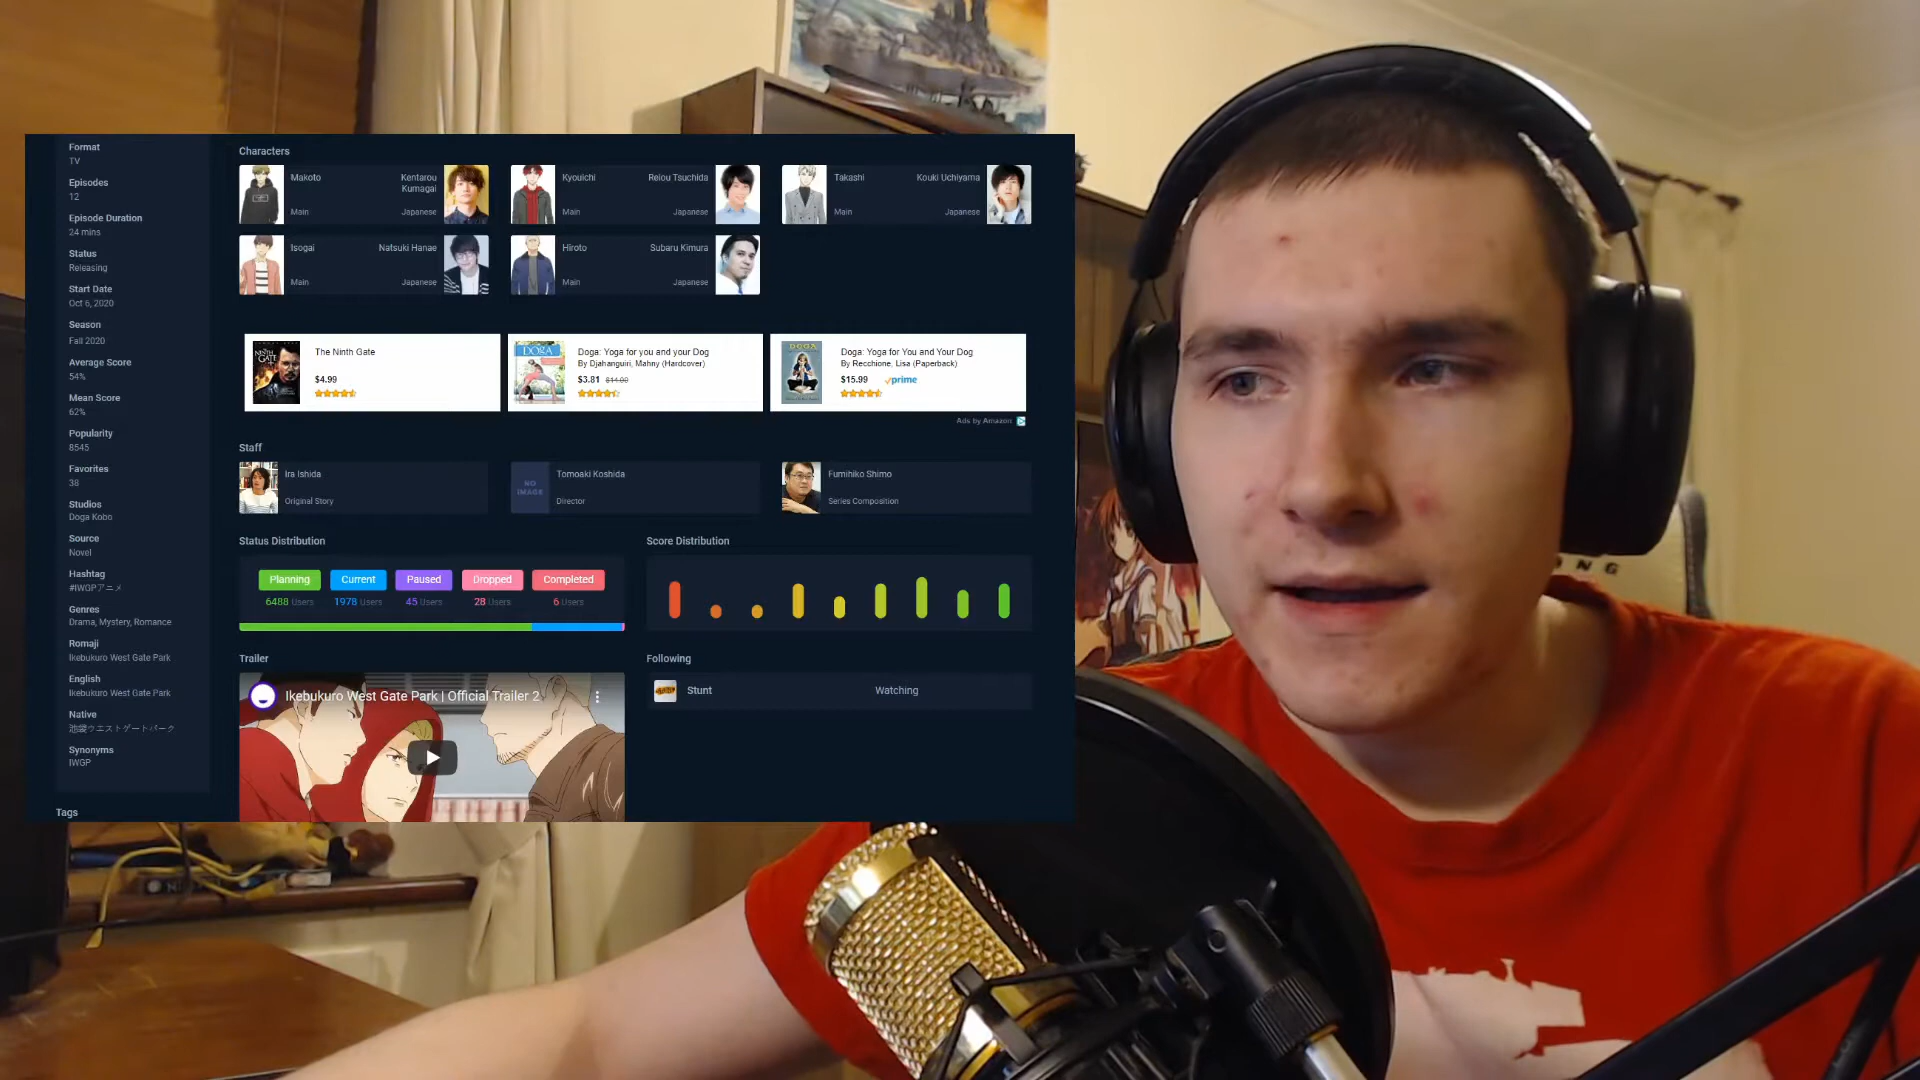 Format
TV
Episodes
12
Episode Duration
24 mins
Status
Releasing
Start Date
Oct 6, 2020
Season
Fall 2020
Average Score
54%
Mean Score
62%
Popularity
8545
Favorites
38
Studios
Doga Kobo
Source
Novel
Hashtag
#IWGPアニメ
Genres
Drama, Mystery, Romance
Romaji
Ikebukuro West Gate Park
English
Ikebukuro West Gate Park
Native
池袋ウエストゲートパーク
Synonyms
IWGP
Tags
Characters
Makoto
Kentarou
Kumagai
Main
Japanese
Kyouichi
Reiou Tsuchida
Main
Japanese
Takashi
Kouki Uchiyama
Main
Japanese
Isogai
Natsuki Hanae
Main
Japanese
Hiroto
Subaru Kimura
Main
Japanese
NINTH
GATE
The Ninth Gate
$4.99
DOGA
Doga: Yoga for you and your Dog
By Djahanguiri, Mahny (Hardcover)
$3.81 $14.00
DOGA
Doga: Yoga for You and Your Dog
By Recchione, Lisa (Paperback)
$15.99 prime
Ads by Amazon
Staff
Ira Ishida
Original Story
NO
IMAGE
Tomoaki Koshida
Director
Fumihiko Shimo
Series Composition
Status Distribution
Planning
6488 Users
Current
1978 Users
Paused
45 Users
Dropped
28 Users
Completed
6 Users
Score Distribution
Trailer
Ikebukuro West Gate Park | Official Trailer 2
Following
Stunt
Watching